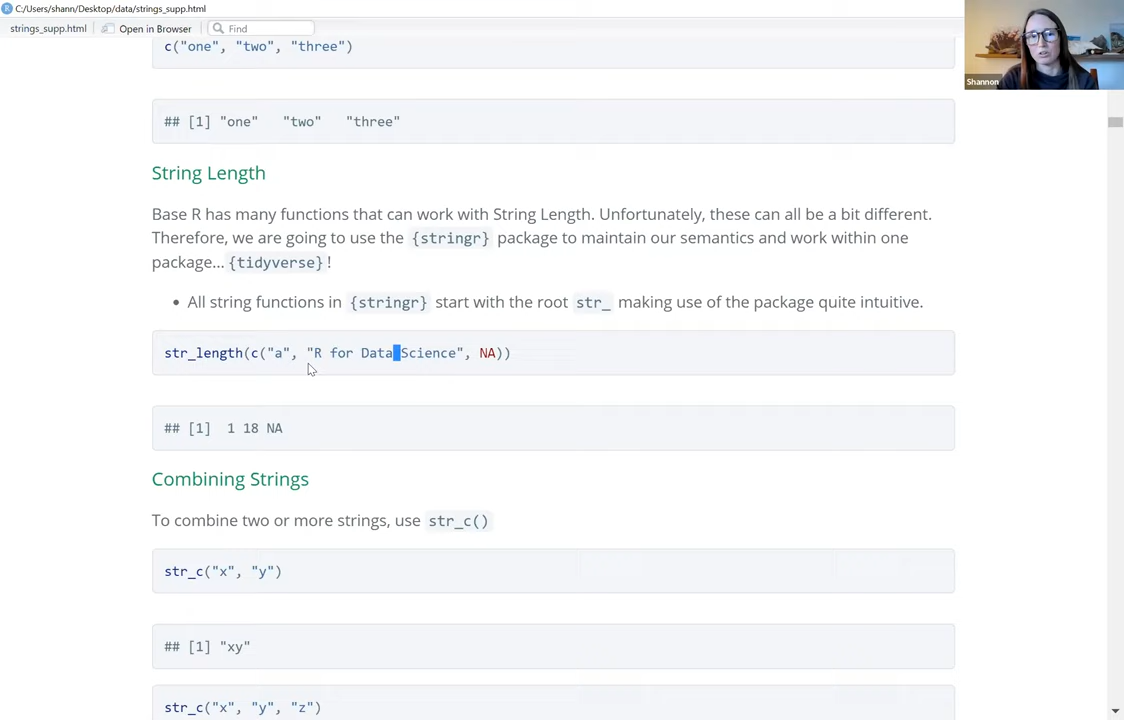 C:/Users/shann/Desktop/data/strings_supp.html
strings_supp.html Open in Browser Find
Shannon
c("one", "two", "three")
## [1] "one"   "two"   "three"
String Length
Base R has many functions that can work with String Length. Unfortunately, these can all be a bit different.
Therefore, we are going to use the {stringr} package to maintain our semantics and work within one
package... {tidyverse}!
• All string functions in {stringr} start with the root str_ making use of the package quite intuitive.
str_length(c("a", "R for Data Science", NA))
## [1]  1 18 NA
Combining Strings
To combine two or more strings, use str_c()
str_c("x", "y")
## [1] "xy"
str_c("x", "y", "z")